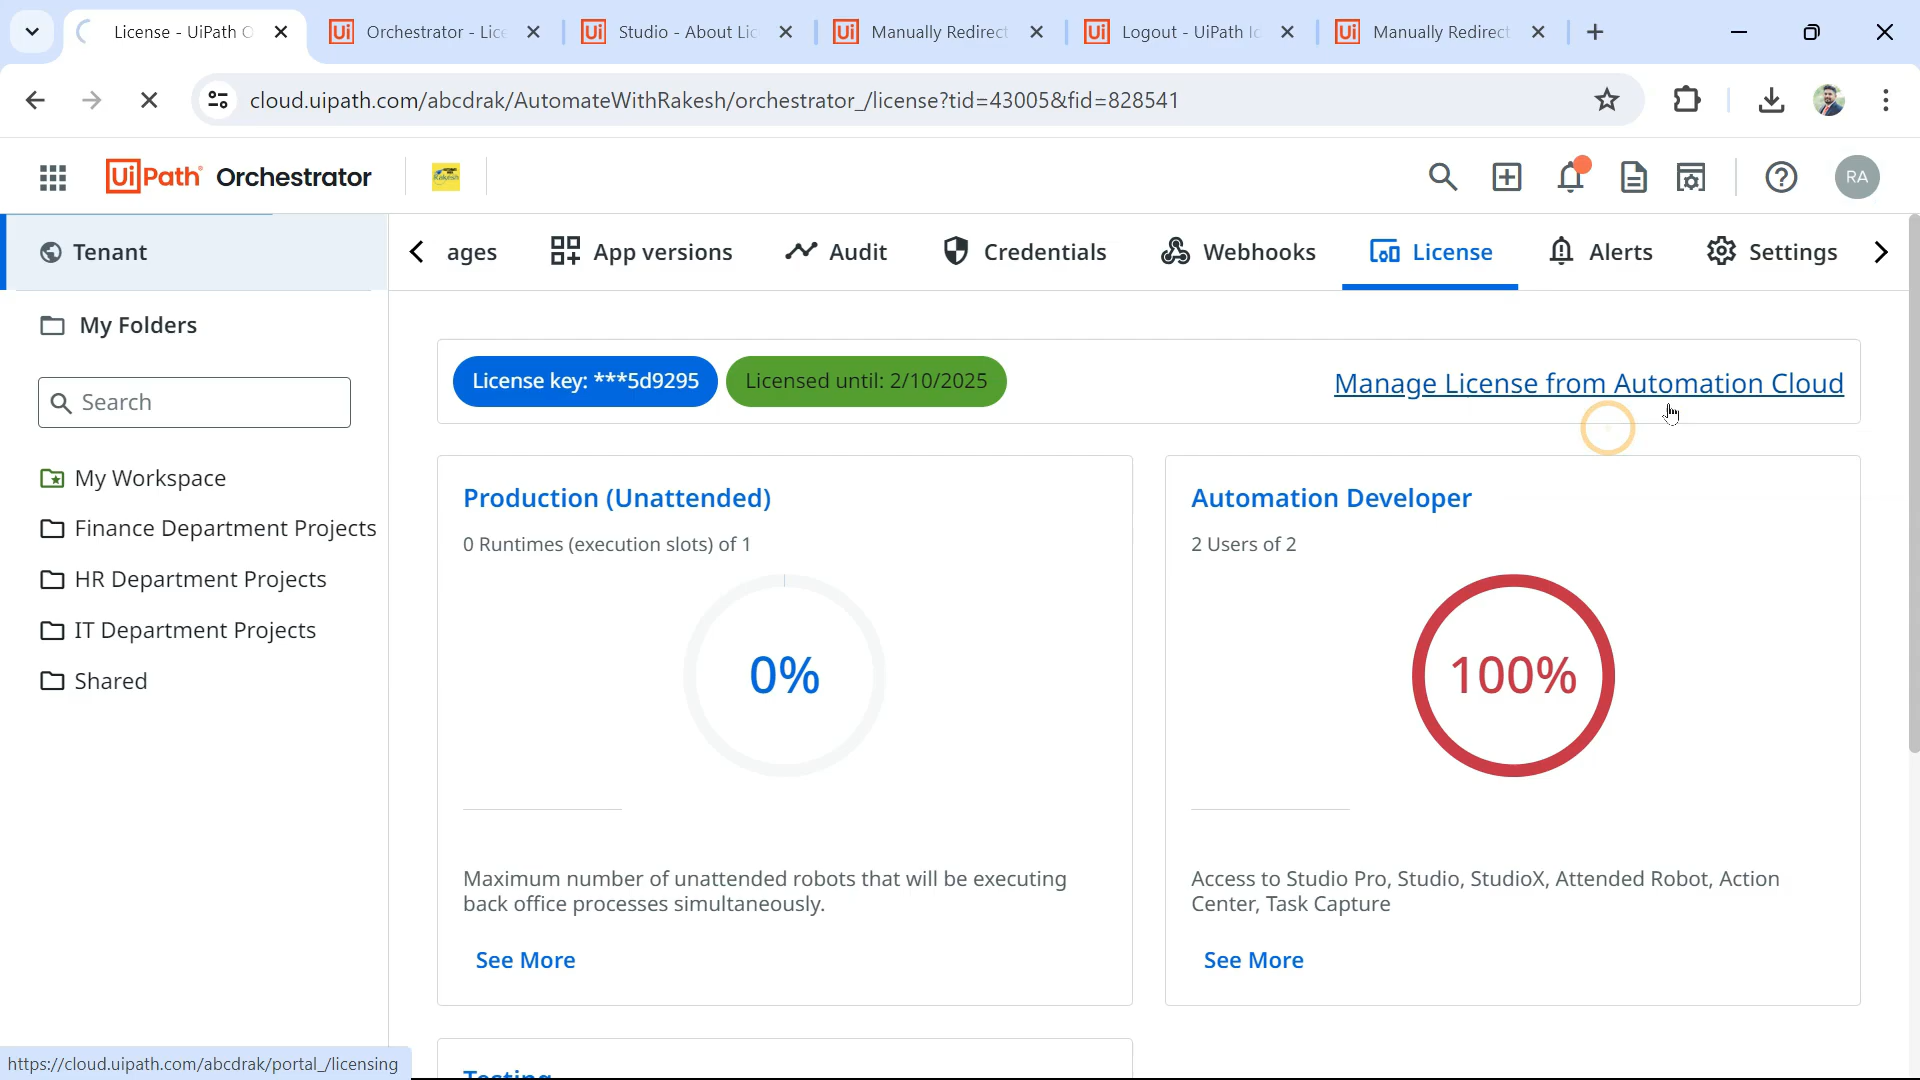 License - UiPath O
Orchestrator - Lice
Studio - About Lic
Manually Redirect
Logout - UiPath Id
Manually Redirect
cloud.uipath.com/abcdrak/AutomateWithRakesh/orchestrator_/license?tid=43005&fid=828541
UiPath Orchestrator
RA
Tenant
ages
App versions
Audit
Credentials
Webhooks
License
Alerts
Settings
My Folders
Search
My Workspace
Finance Department Projects
HR Department Projects
IT Department Projects
Shared
License key: ***5d9295
Licensed until: 2/10/2025
Manage License from Automation Cloud
Production (Unattended)
0 Runtimes (execution slots) of 1
0%
Maximum number of unattended robots that will be executing
back office processes simultaneously.
See More
Automation Developer
2 Users of 2
100%
Access to Studio Pro, Studio, StudioX, Attended Robot, Action
Center, Task Capture
See More
Testing
https://cloud.uipath.com/abcdrak/portal_/licensing